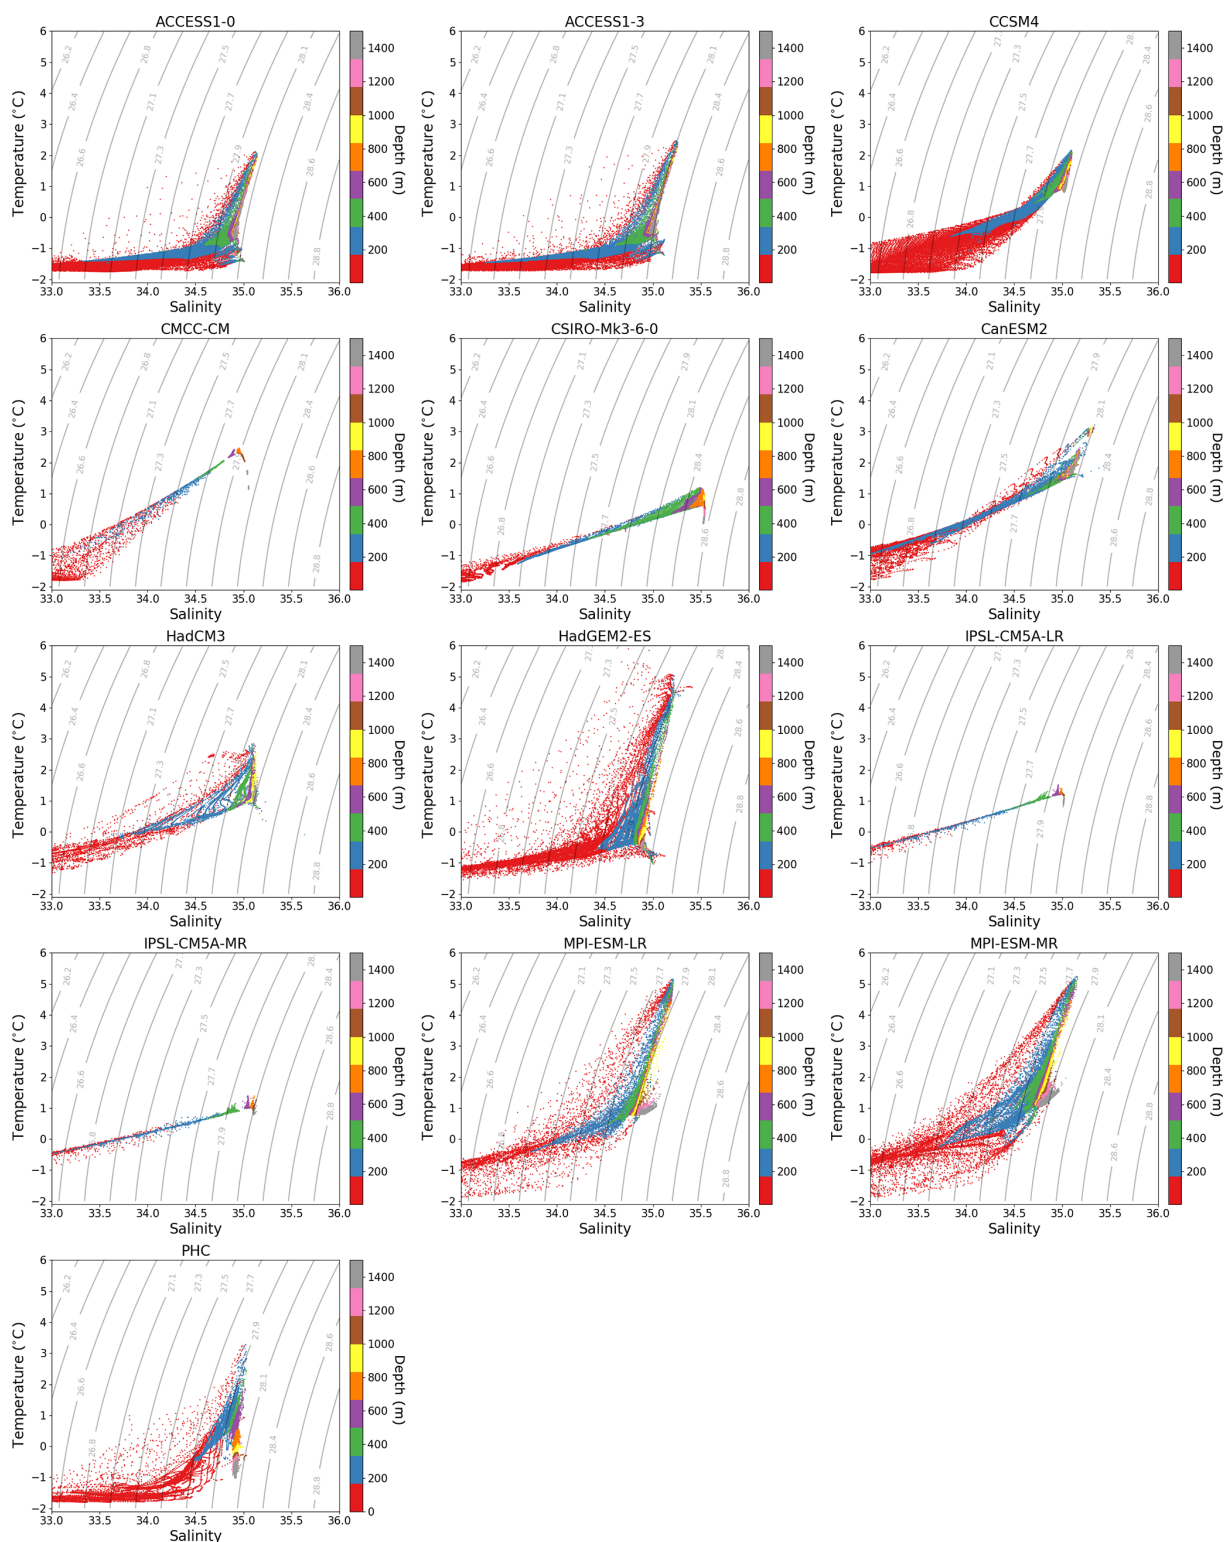 ACCESS1-0
ACCESS1-3
CCSM4
CMCC-CM
CSIRO-Mk3-6-0
CanESM2
HadCM3
HadGEM2-ES
IPSL-CM5A-LR
IPSL-CM5A-MR
MPI-ESM-LR
MPI-ESM-MR
PHC
Temperature (°C)
Salinity
Depth (m)
6
5
4
3
2
1
0
−1
−2
33.0 33.5 34.0 34.5 35.0 35.5 36.0
1400
1200
1000
800
600
400
200
0
26.2
26.4
26.6
26.8
27.1
27.3
27.5
27.7
27.9
28.1
28.4
28.6
28.8